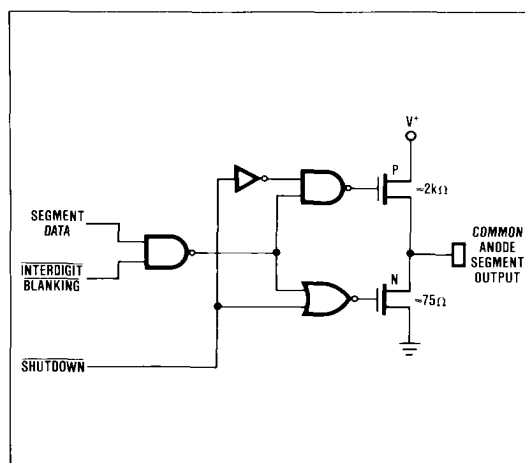 V⁺
P
≈2kΩ
SEGMENT
DATA
INTERDIGIT
BLANKING
COMMON
ANODE
SEGMENT
OUTPUT
N
≈75Ω
SHUTDOWN